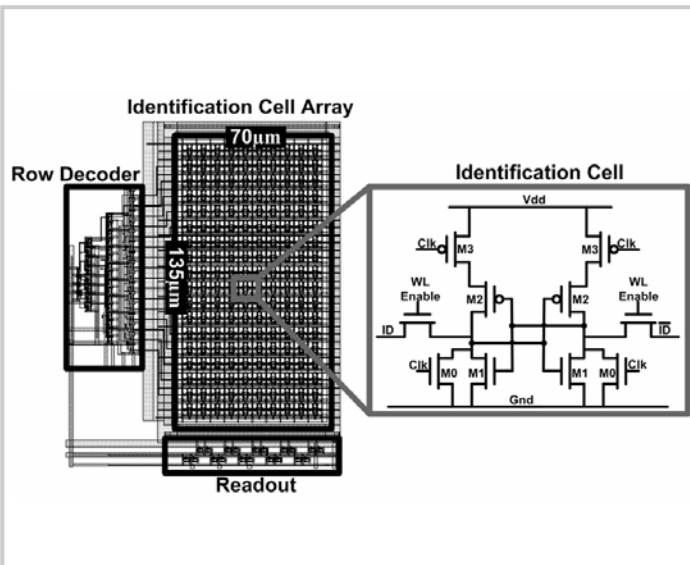 Identification Cell Array
70µm
Row Decoder
135µm
Readout
Identification Cell
Vdd
Clk
M3
M3
Clk
WL
Enable
M2
M2
WL
Enable
ID
ID
Clk
M0
M1
M1
M0
Clk
Gnd